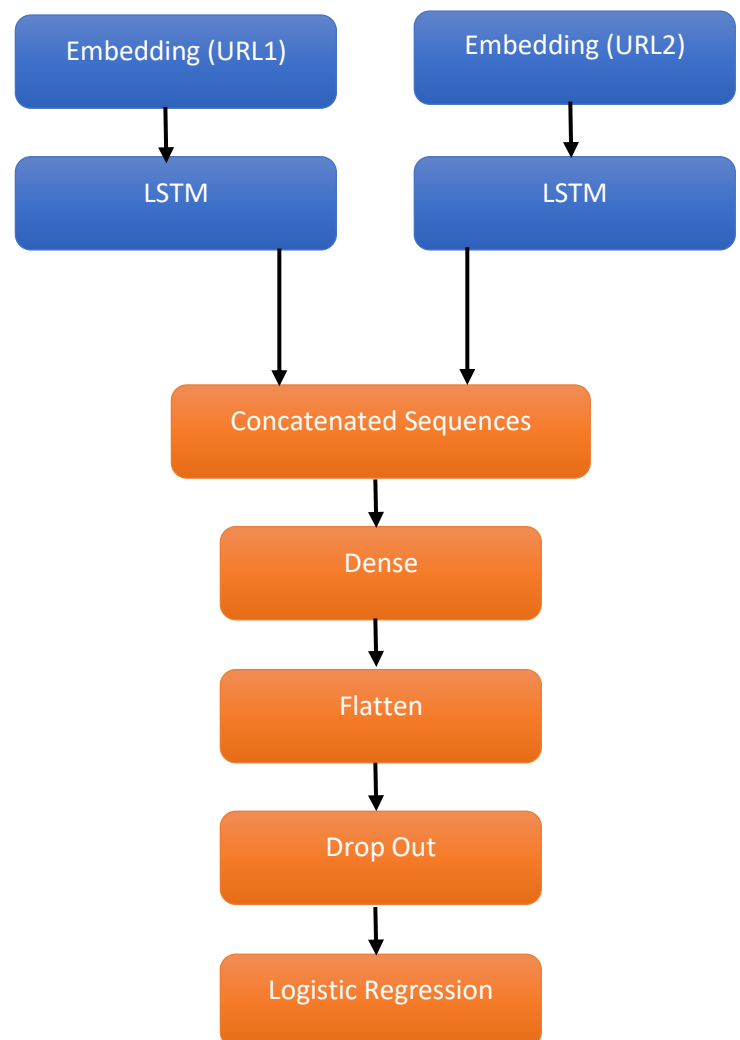 Embedding (URL1)
Embedding (URL2)
LSTM
LSTM
Concatenated Sequences
Dense
Flatten
Drop Out
Logistic Regression